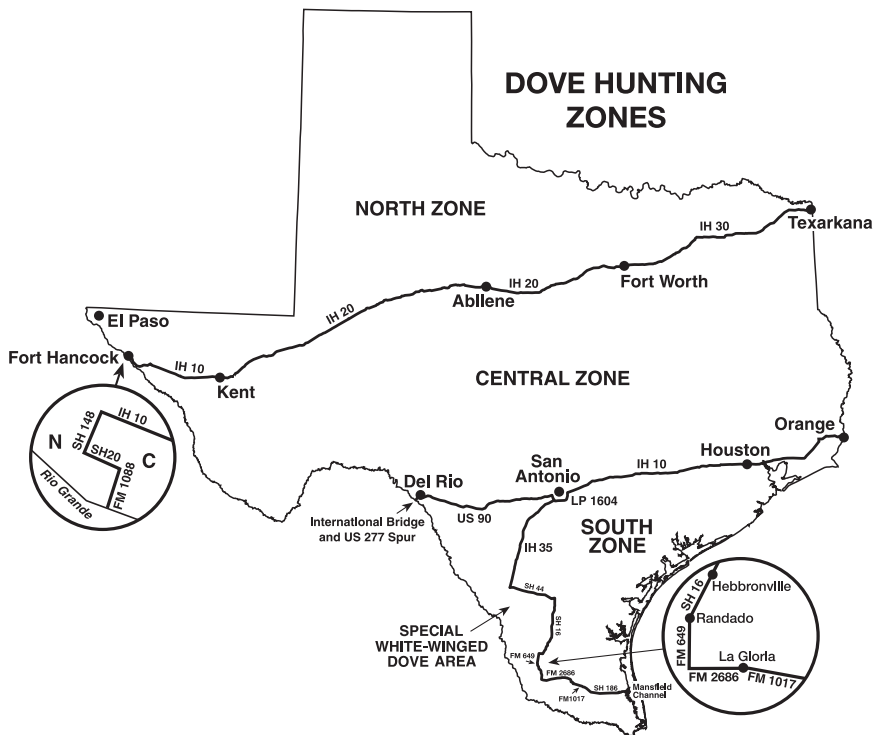 DOVE HUNTING
ZONES
NORTH ZONE
IH 30
Texarkana
Fort Worth
IH 20
Abilene
IH 20
El Paso
Fort Hancock
IH 10
Kent
CENTRAL ZONE
SH 148
IH 10
N
SH20
C
FM 1088
Rio Grande
Orange
Houston
San
Antonio
IH 10
Del Rio
LP 1604
US 90
International Bridge
and US 277 Spur
SOUTH
ZONE
IH 35
SH 44
SH 16
SPECIAL
WHITE-WINGED
DOVE AREA
FM 649
FM 2686
FM1017
SH 186
Mansfield
Channel
SH 16
Hebbronville
Randado
FM 649
La Gloria
FM 2686
FM 1017